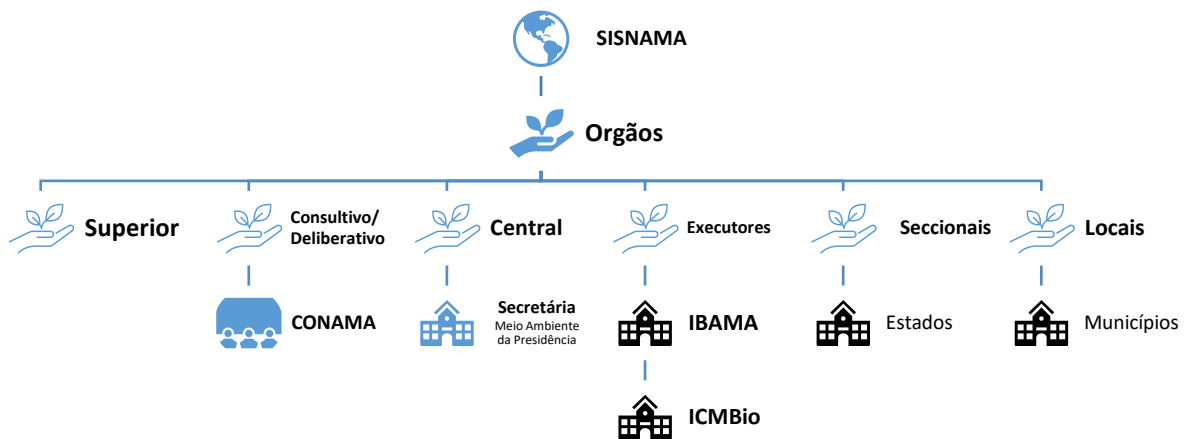 SISNAMA
Orgãos
Superior
Consultivo/
Deliberativo
Central
Executores
Seccionais
Locais
CONAMA
Secretária
Meio Ambiente
da Presidência
IBAMA
Estados
Municípios
ICMBio